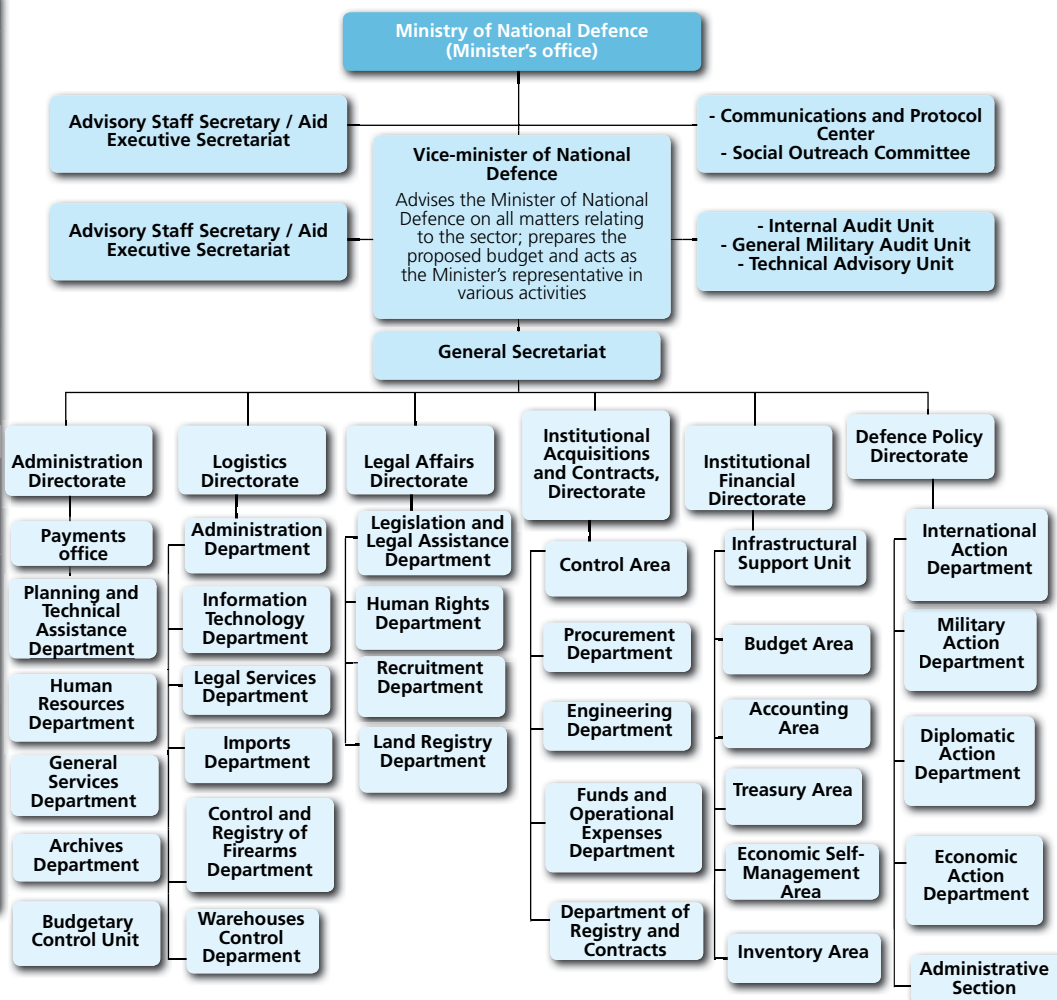 Ministry of National Defence
(Minister's office)
Advisory Staff Secretary / Aid
Executive Secretariat
- Communications and Protocol
Center
- Social Outreach Committee
Vice-minister of National
Defence
Advises the Minister of National
Defence on all matters relating
to the sector; prepares the
proposed budget and acts as
the Minister's representative in
various activities
Advisory Staff Secretary / Aid
Executive Secretariat
- Internal Audit Unit
- General Military Audit Unit
- Technical Advisory Unit
General Secretariat
Administration
Directorate
Payments
office
Planning and
Technical
Assistance
Department
Human
Resources
Department
General
Services
Department
Archives
Department
Budgetary
Control Unit
Logistics
Directorate
Administration
Department
Information
Technology
Department
Legal Services
Department
Imports
Department
Control and
Registry of
Firearms
Department
Warehouses
Control
Deparment
Legal Affairs
Directorate
Legislation and
Legal Assistance
Department
Human Rights
Department
Recruitment
Department
Land Registry
Department
Institutional
Acquisitions
and Contracts,
Directorate
Control Area
Procurement
Department
Engineering
Department
Funds and
Operational
Expenses
Department
Department of
Registry and
Contracts
Institutional
Financial
Directorate
Infrastructural
Support Unit
Budget Area
Accounting
Area
Treasury Area
Economic Self-
Management
Area
Inventory Area
Defence Policy
Directorate
International
Action
Department
Military
Action
Department
Diplomatic
Action
Department
Economic
Action
Department
Administrative
Section